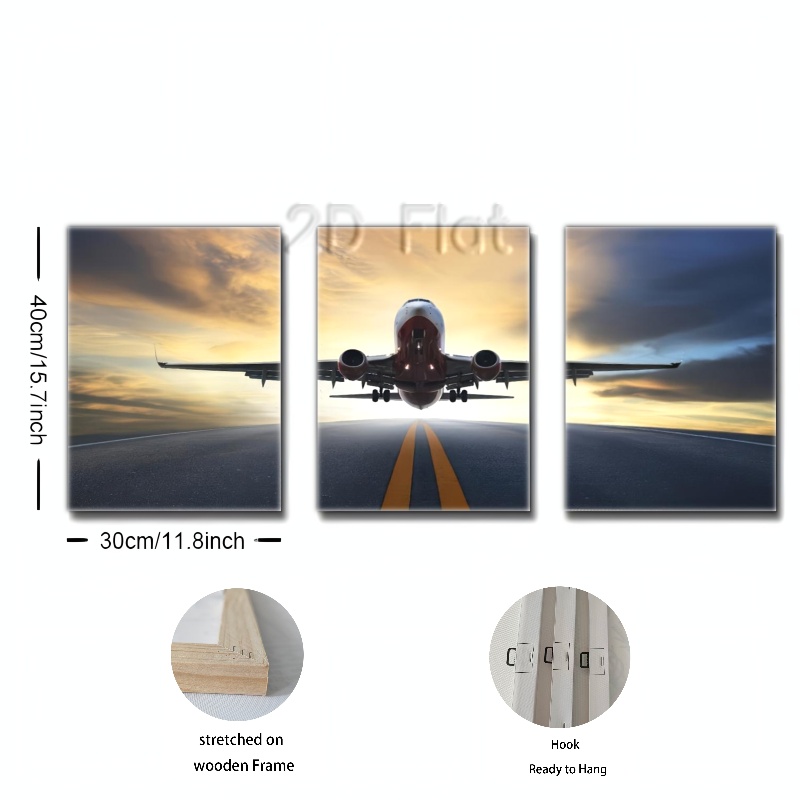 2D Flat
40cm/15.7inch
30cm/11.8inch
stretched on
wooden Frame
Hook
Ready to Hang